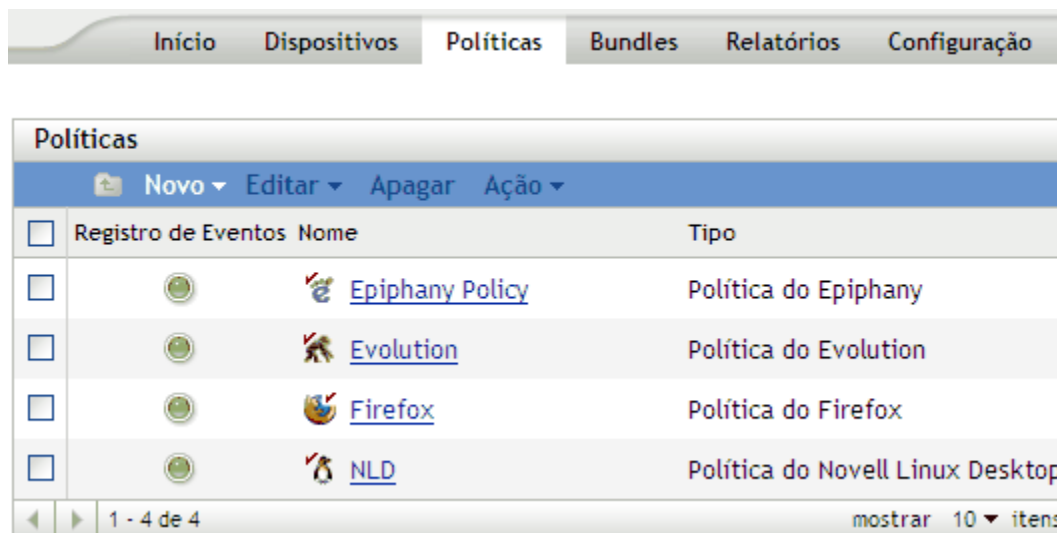 Início Dispositivos Políticas Bundles Relatórios Configuração
Políticas
Novo Editar Apagar Ação
Registro de Eventos Nome Tipo
Epiphany Policy Política do Epiphany
Evolution Política do Evolution
Firefox Política do Firefox
NLD Política do Novell Linux Desktop
1 - 4 de 4 mostrar 10 itens